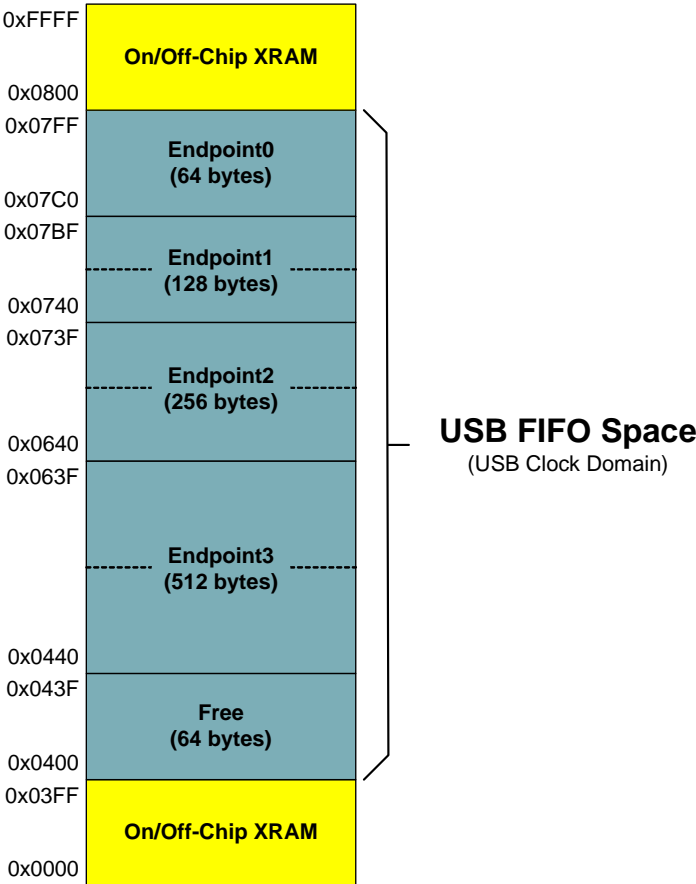 0xFFFF
On/Off-Chip XRAM
0x0800
0x07FF
Endpoint0
(64 bytes)
0x07C0
0x07BF
Endpoint1
(128 bytes)
0x0740
0x073F
Endpoint2
(256 bytes)
0x0640
0x063F
Endpoint3
(512 bytes)
0x0440
0x043F
Free
(64 bytes)
0x0400
0x03FF
On/Off-Chip XRAM
0x0000
USB FIFO Space
(USB Clock Domain)